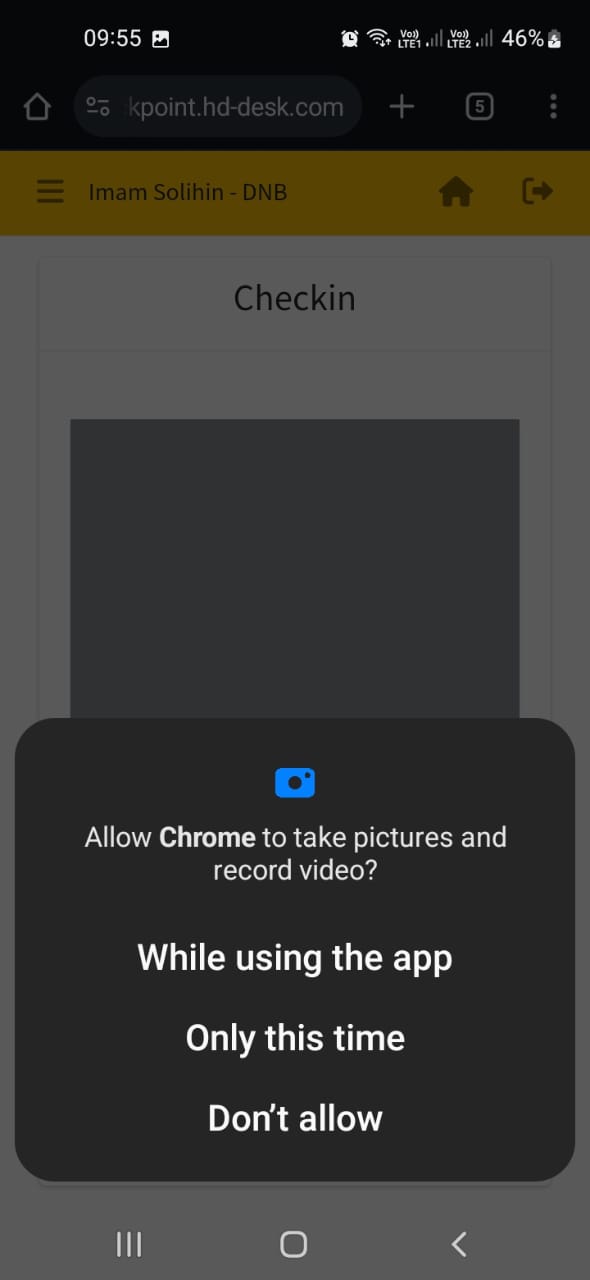 09:55
Vo)) LTE1 Vo)) LTE2 46%
kpoint.hd-desk.com
5
Imam Solihin - DNB
Checkin
Allow Chrome to take pictures and
record video?
While using the app
Only this time
Don’t allow